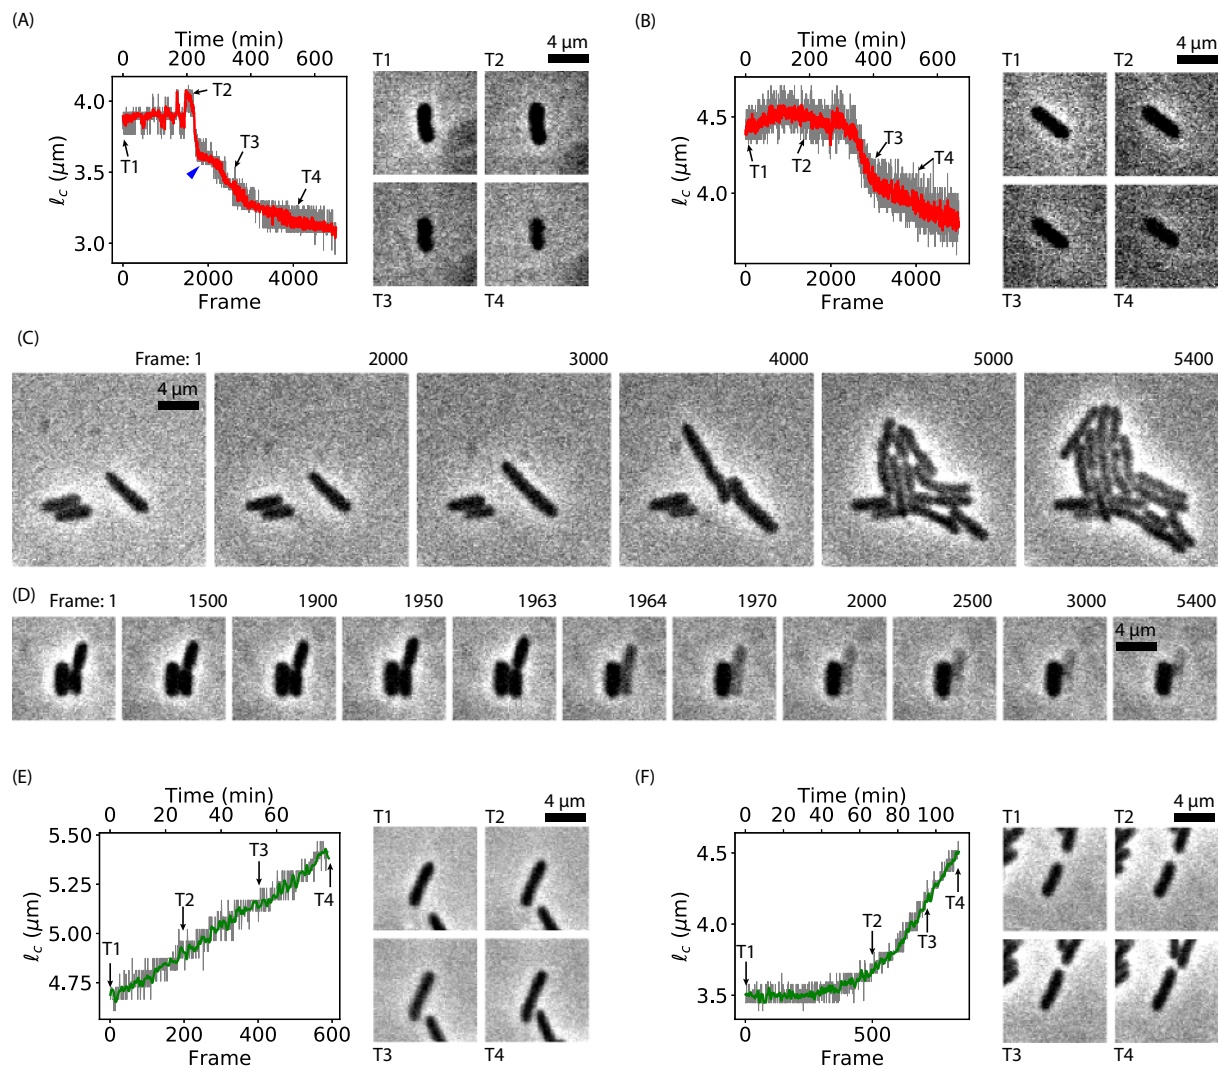 (A)
Time (min)
0 200 400 600
4.0
3.5
3.0
ℓc (μm)
T1
T2
T3
T4
0 2000 4000
Frame
4 μm
T1 T2
T3 T4
(B)
Time (min)
0 200 400 600
4.5
4.0
ℓc (μm)
T1
T2
T3
T4
0 2000 4000
Frame
4 μm
T1 T2
T3 T4
(C)
Frame: 1 2000 3000 4000 5000 5400
4 μm
(D)
Frame: 1 1500 1900 1950 1963 1964 1970 2000 2500 3000 5400
4 μm
(E)
Time (min)
0 20 40 60
5.50
5.25
5.00
4.75
ℓc (μm)
T1
T2
T3
T4
0 200 400 600
Frame
4 μm
T1 T2
T3 T4
(F)
Time (min)
0 20 40 60 80 100
4.5
4.0
3.5
ℓc (μm)
T1
T2
T3
T4
0 500
Frame
4 μm
T1 T2
T3 T4